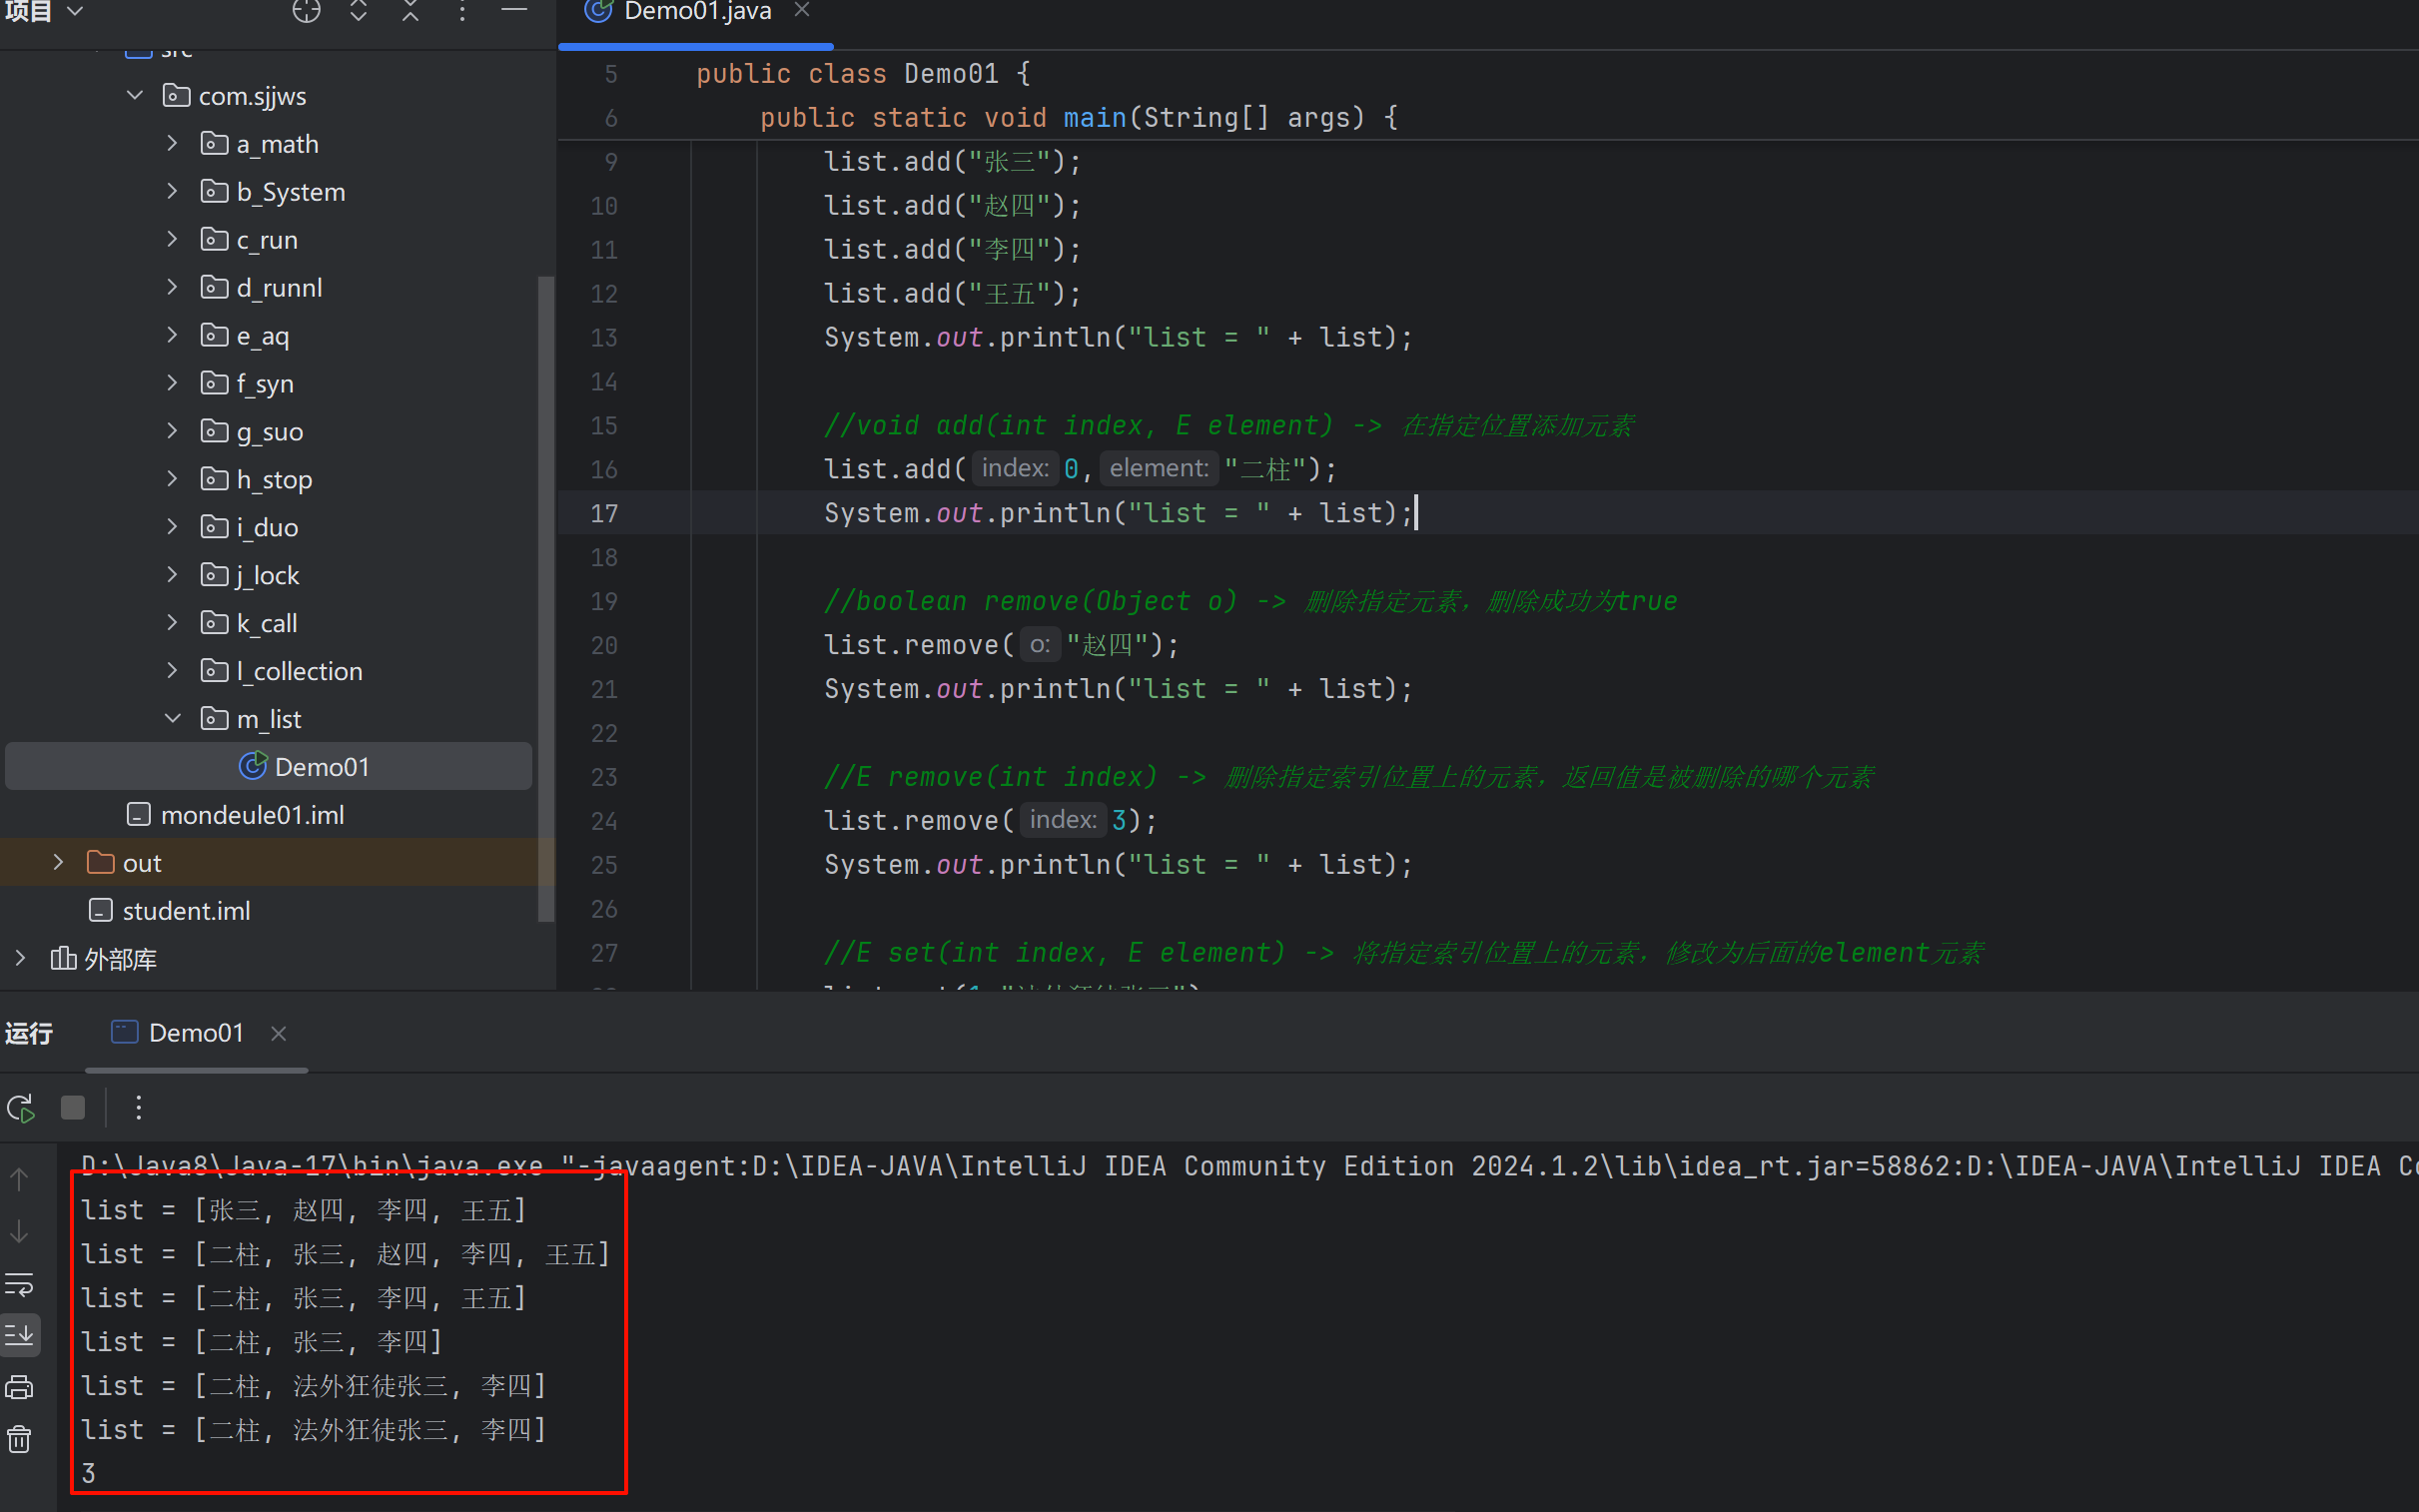 项目
src
com.sjjws
a_math
b_System
c_run
d_runnl
e_aq
f_syn
g_suo
h_stop
i_duo
j_lock
k_call
l_collection
m_list
Demo01
mondeule01.iml
out
student.iml
外部库
Demo01.java
5 public class Demo01 {
6 public static void main(String[] args) {
9 list.add("张三");
10 list.add("赵四");
11 list.add("李四");
12 list.add("王五");
13 System.out.println("list = " + list);
14
15 //void add(int index, E element) -> 在指定位置添加元素
16 list.add( index: 0, element: "二柱");
17 System.out.println("list = " + list);
18
19 //boolean remove(Object o) -> 删除指定元素，删除成功为true
20 list.remove( o: "赵四");
21 System.out.println("list = " + list);
22
23 //E remove(int index) -> 删除指定索引位置上的元素，返回值是被删除的哪个元素
24 list.remove( index: 3);
25 System.out.println("list = " + list);
26
27 //E set(int index, E element) -> 将指定索引位置上的元素，修改为后面的element元素
运行
Demo01
D:\Java8\Java-17\bin\java.exe "-javaagent:D:\IDEA-JAVA\IntelliJ IDEA Community Edition 2024.1.2\lib\idea_rt.jar=58862:D:\IDEA-JAVA\IntelliJ IDEA Co
list = [张三, 赵四, 李四, 王五]
list = [二柱, 张三, 赵四, 李四, 王五]
list = [二柱, 张三, 李四, 王五]
list = [二柱, 张三, 李四]
list = [二柱, 法外狂徒张三, 李四]
list = [二柱, 法外狂徒张三, 李四]
3